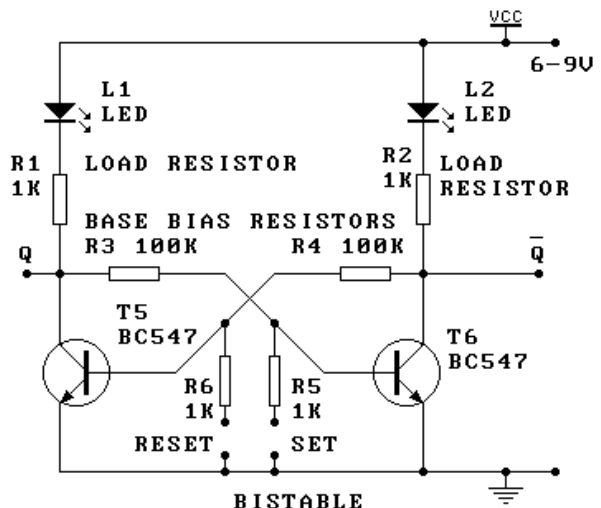 VCC
6-9V
L1
LED
L2
LED
R1
1K
LOAD RESISTOR
R2
1K
LOAD
RESISTOR
BASE BIAS RESISTORS
R3 100K
R4 100K
Q
Q̅
T5
BC547
T6
BC547
R6
1K
R5
1K
RESET
SET
BISTABLE